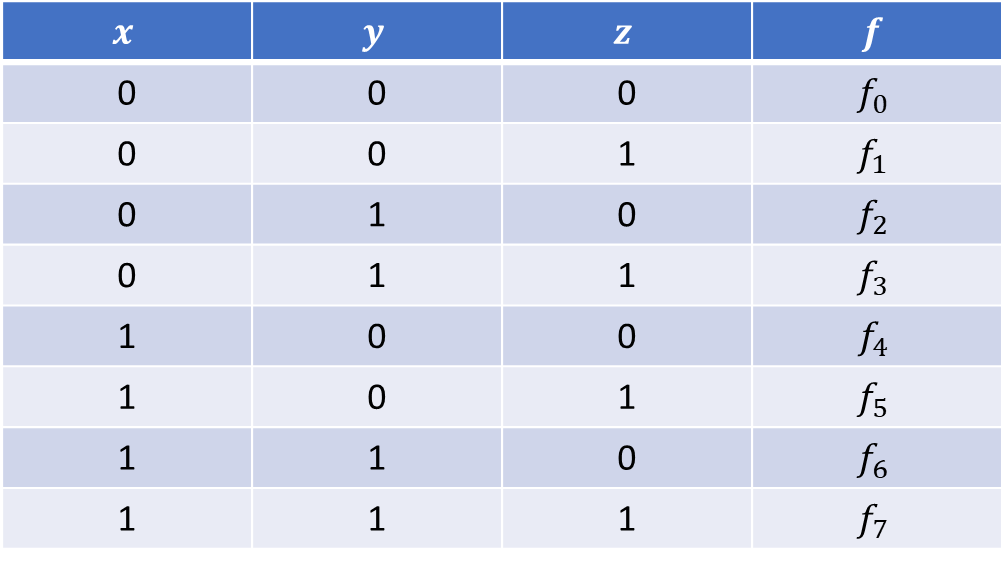 x y z f
0 0 0 f₀
0 0 1 f₁
0 1 0 f₂
0 1 1 f₃
1 0 0 f₄
1 0 1 f₅
1 1 0 f₆
1 1 1 f₇